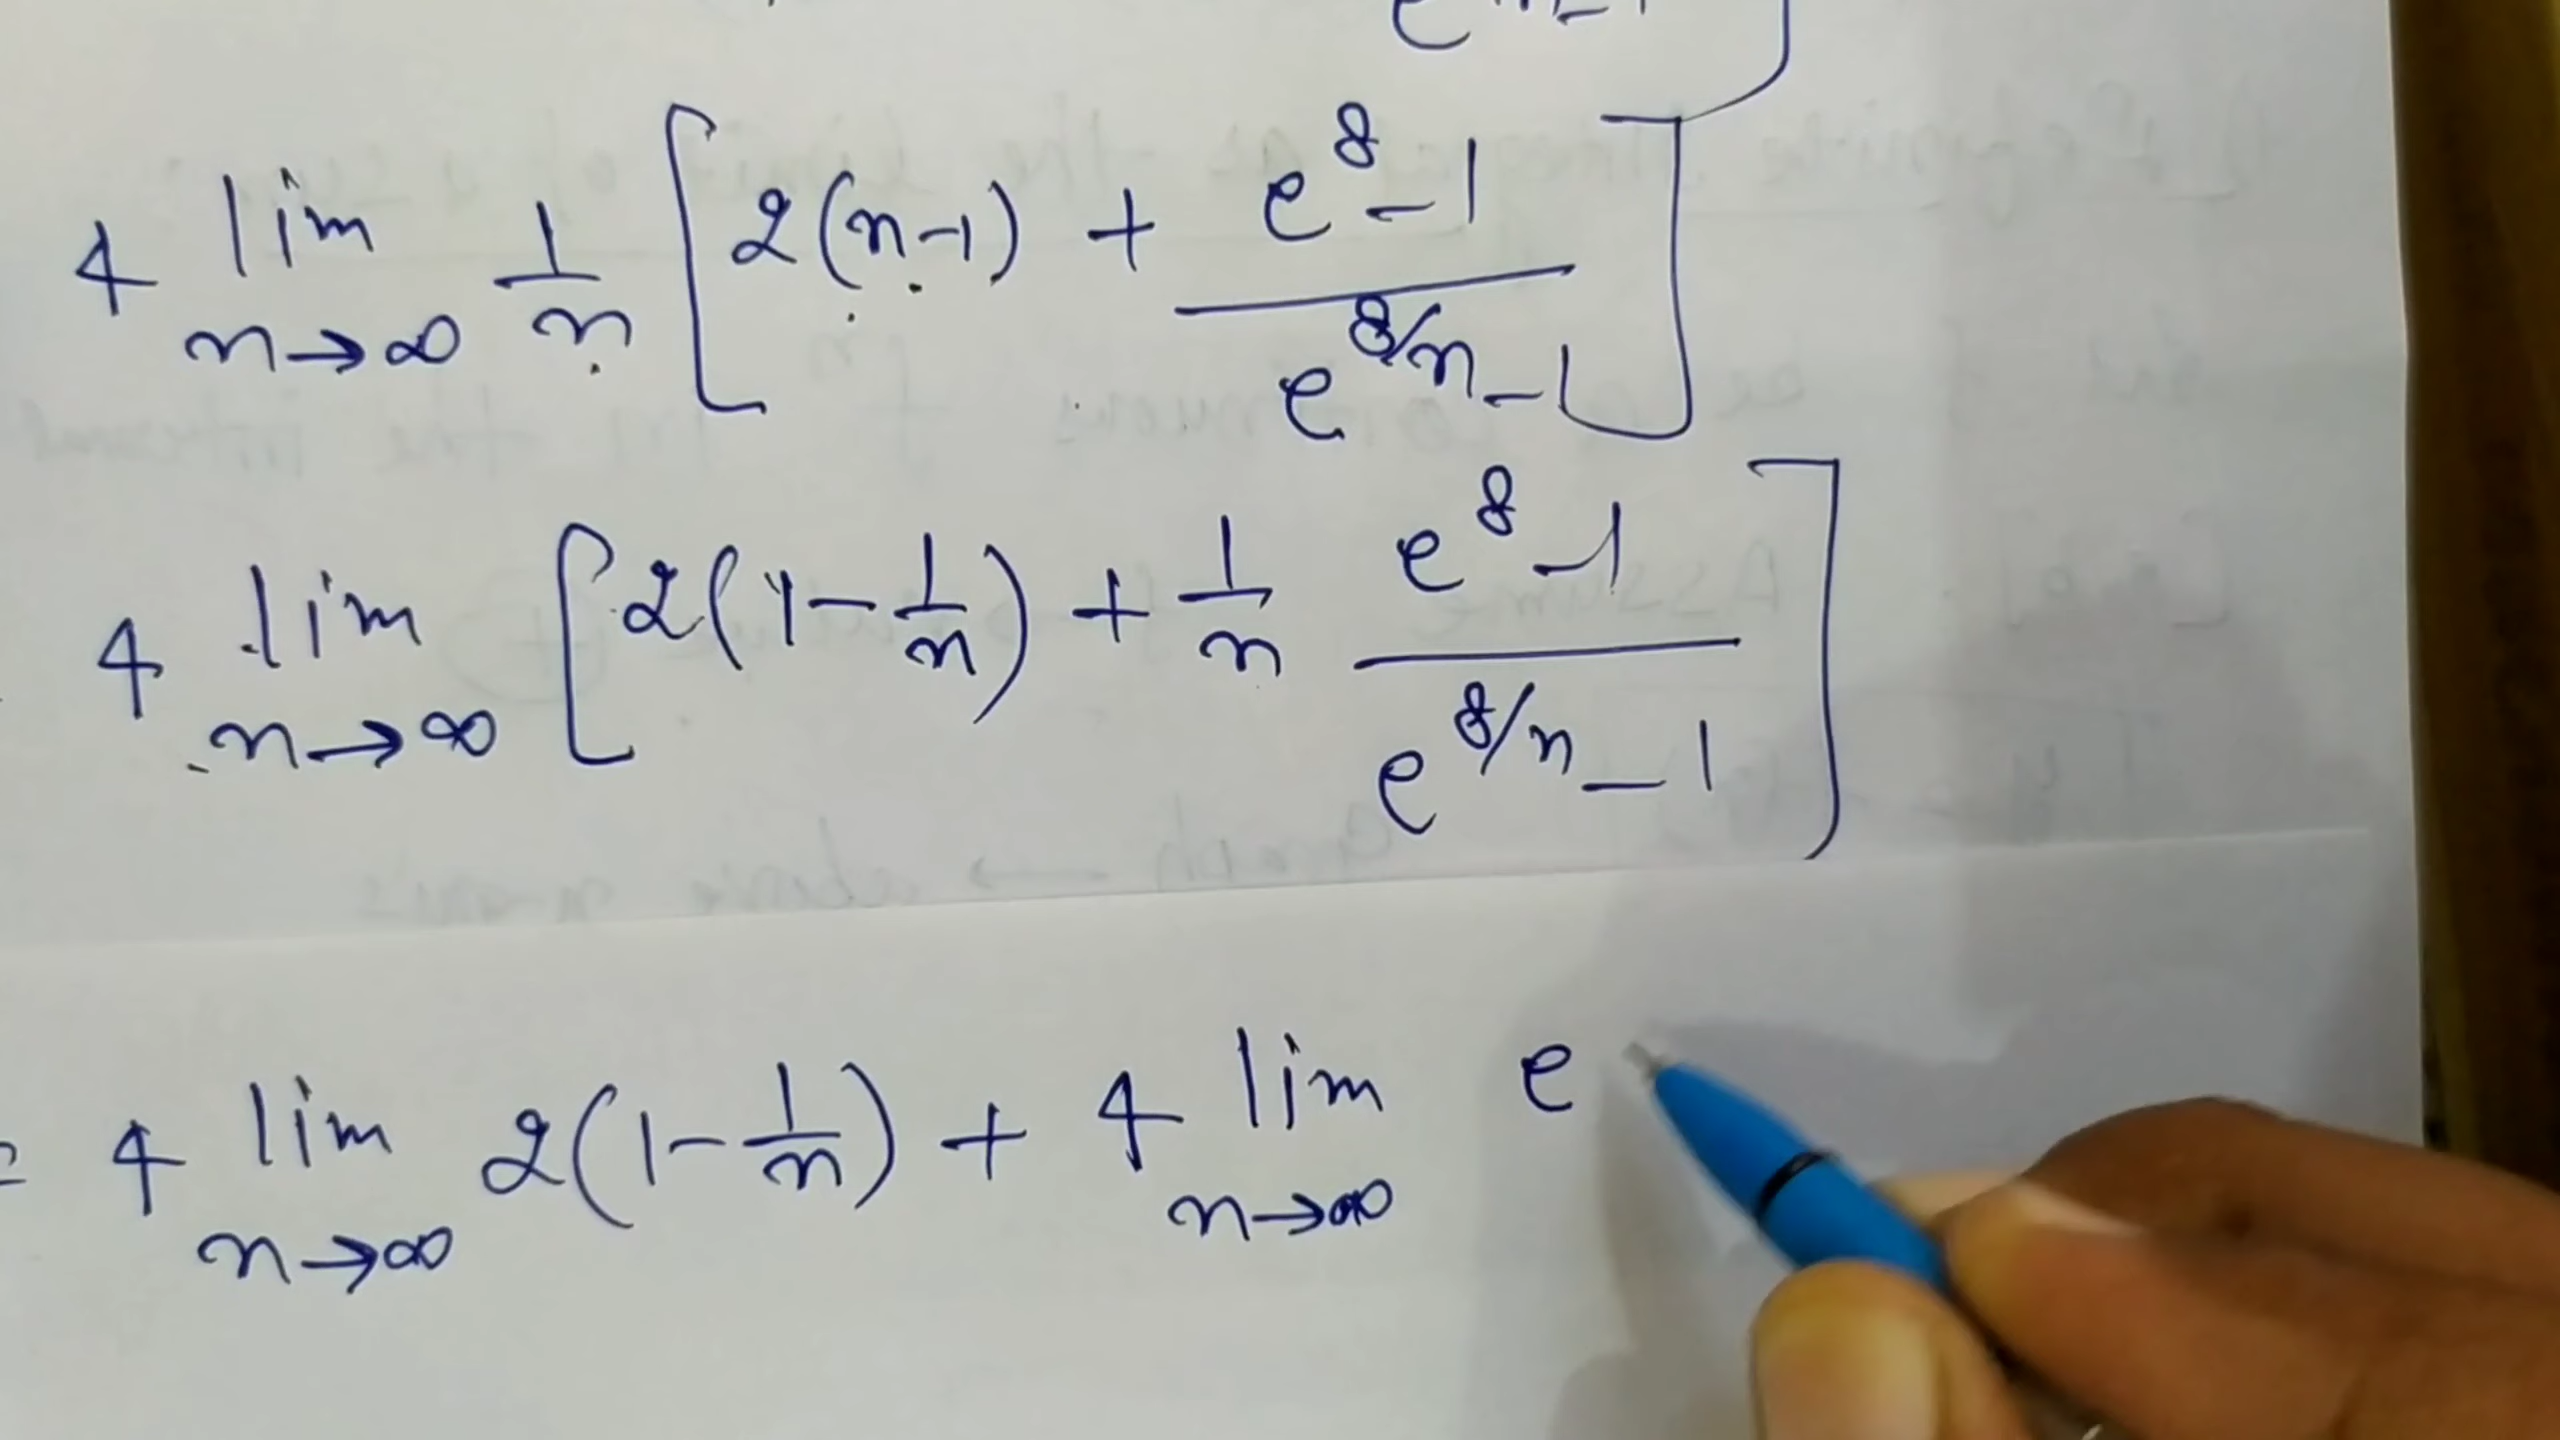 e^{n}-1]
4 lim_{n→∞} 1/n [2(n-1) + (e^8-1)/(e^{8/n}-1)]
4 lim_{n→∞} [2(1-1/n) + 1/n (e^8-1)/(e^{8/n}-1)]
= 4 lim_{n→∞} 2(1-1/n) + 4 lim_{n→∞} e